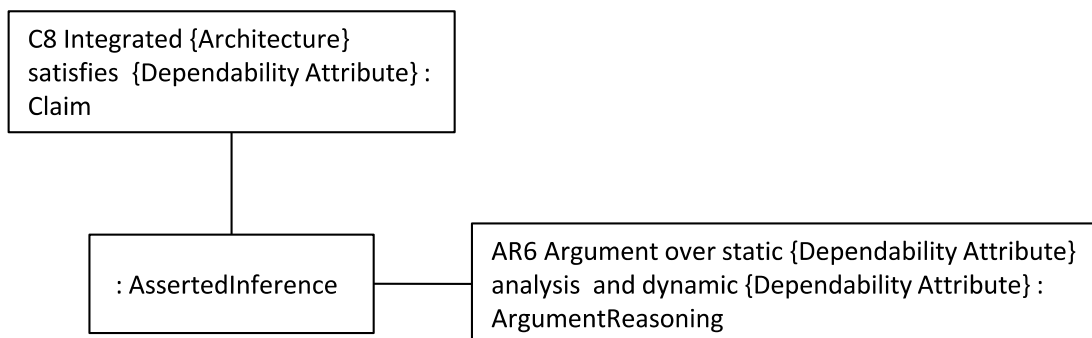 C8 Integrated {Architecture}
satisfies {Dependability Attribute} :
Claim
: AssertedInference
AR6 Argument over static {Dependability Attribute}
analysis and dynamic {Dependability Attribute} :
ArgumentReasoning